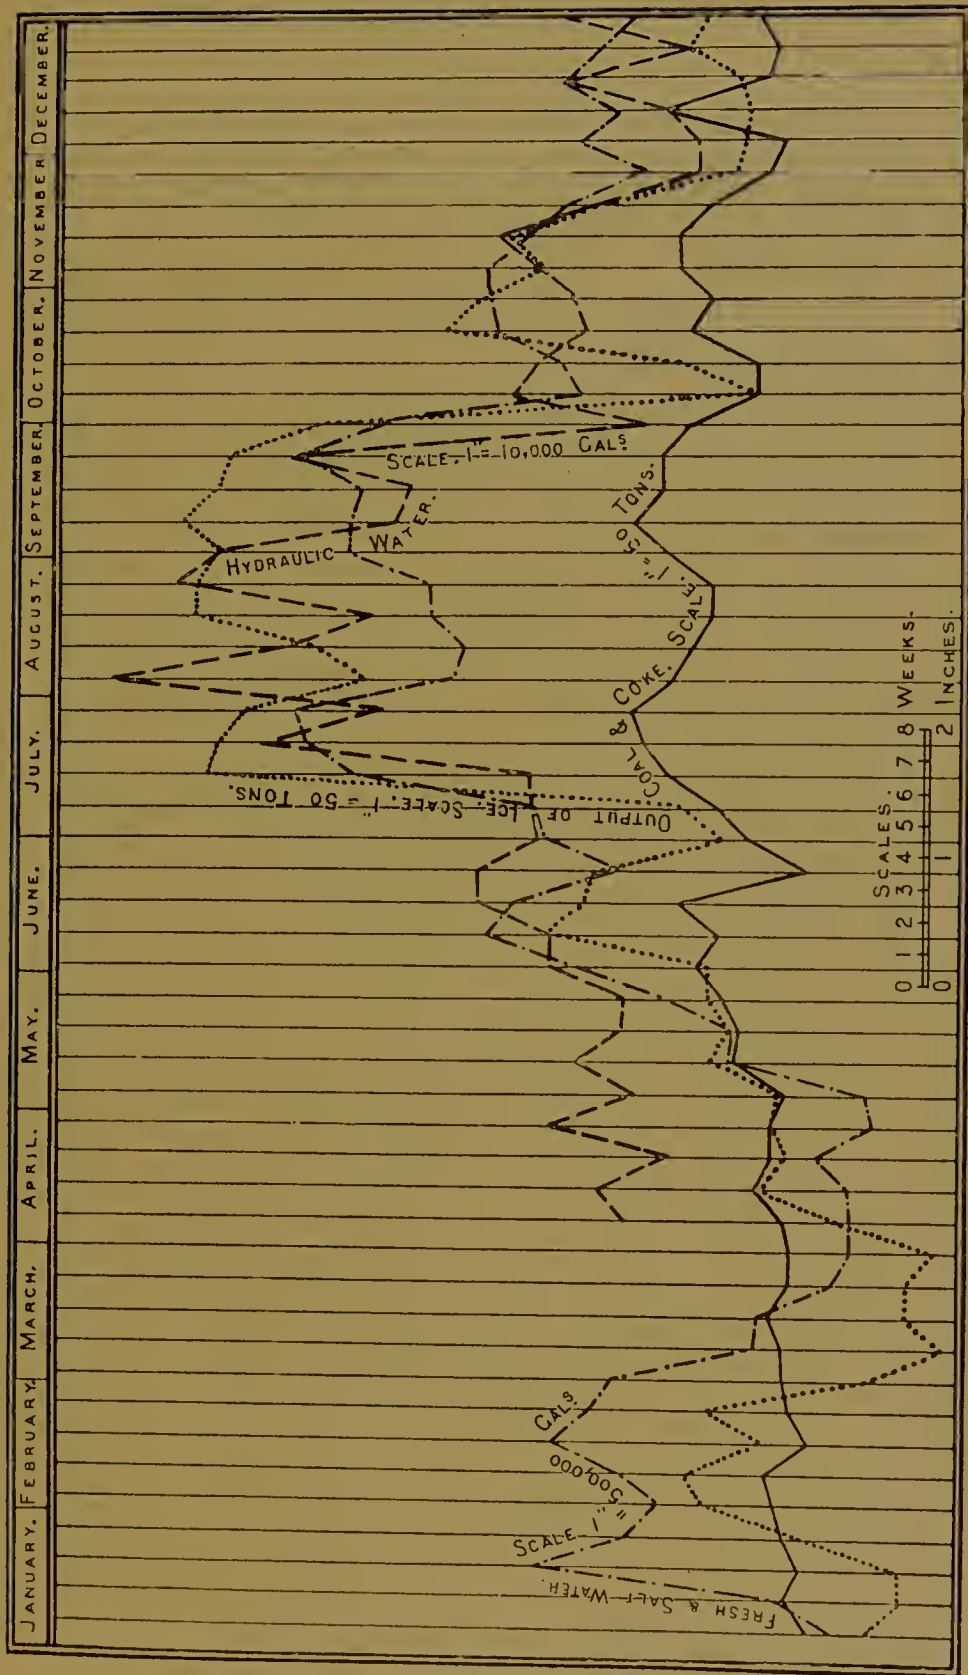 JANUARY. FEBRUARY. MARCH. APRIL. MAY. JUNE. JULY. AUGUST. SEPTEMBER. OCTOBER. NOVEMBER DECEMBER.
HYDRAULIC WATER.
SCALE. 1"= 10,000 GALS
OUTPUT OF ICE. SCALE. 1"= 50 TONS.
COAL & COKE. SCALE. 1"= 50 TONS.
FRESH & SALT WATER.
SCALE 1"= 500,000 GALS
SCALES.
0 1 2 3 4 5 6 7 8 WEEKS.
0 1 2 INCHES.